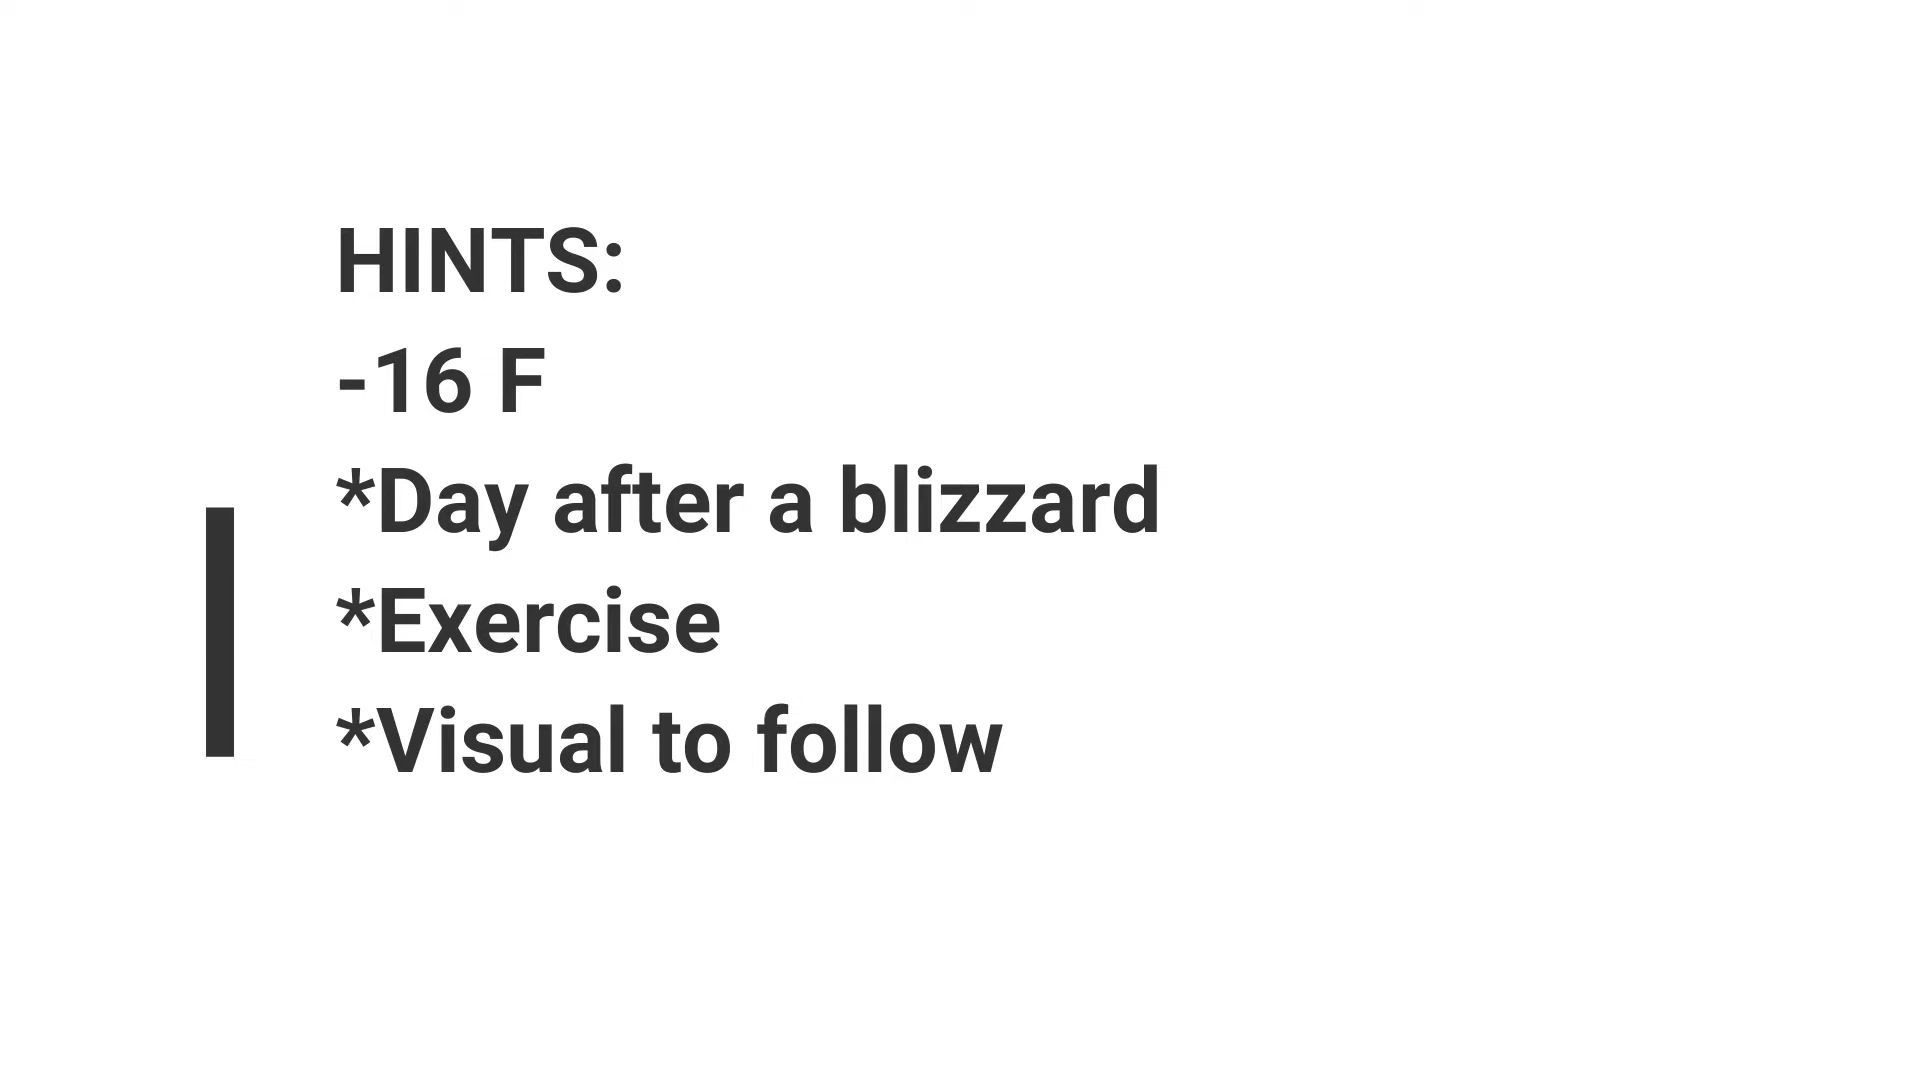 HINTS:
-16 F
*Day after a blizzard
*Exercise
*Visual to follow